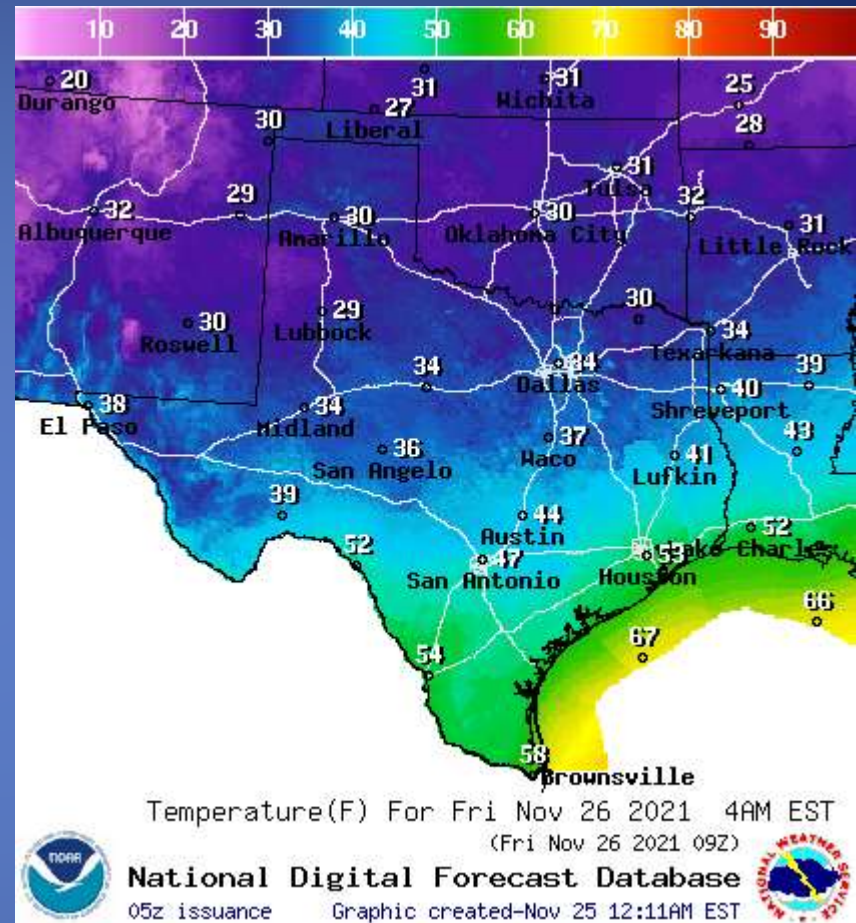 10 20 30 40 50 60 70 80 90
20
Durango
31
31
Wichita
25
27
Liberal
28
30
31
Tulsa
32
Albuquerque
29
30
Amarillo
30
Oklahoma City
32
31
Little Rock
30
Roswell
29
Lubbock
30
34
Texarkana
34
34
Dallas
39
38
El Paso
34
Midland
40
Shreveport
36
San Angelo
37
Waco
41
Lufkin
43
39
44
Austin
52
52
47
San Antonio
53
Houston
Lake Charles
66
67
54
58
Brownsville
Temperature(F) For Fri Nov 26 2021 4AM EST
(Fri Nov 26 2021 09Z)
NOAA
NATIONAL WEATHER SERVICE
National Digital Forecast Database
05z issuance Graphic created-Nov 25 12:11AM EST